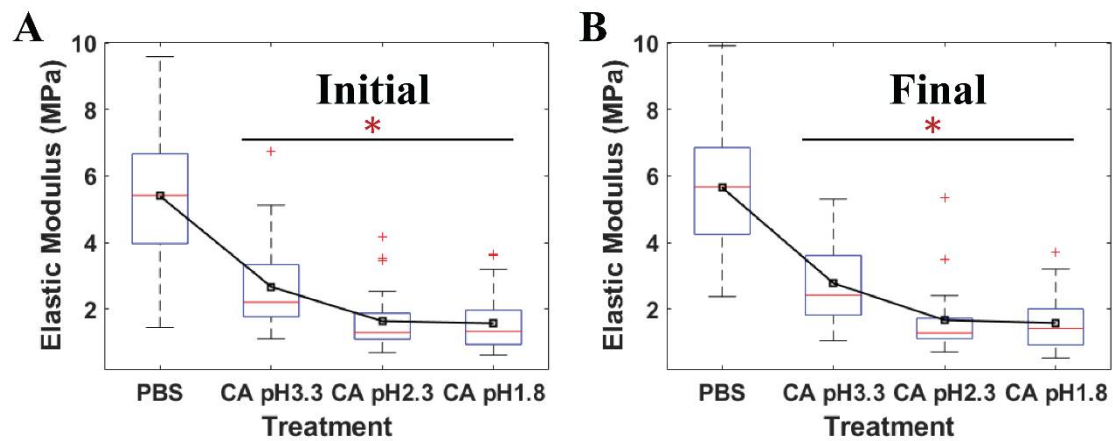 A
Elastic Modulus (MPa)
10
8
6
4
2
Initial
*
PBS CA pH3.3 CA pH2.3 CA pH1.8
Treatment
B
Elastic Modulus (MPa)
10
8
6
4
2
Final
*
PBS CA pH3.3 CA pH2.3 CA pH1.8
Treatment